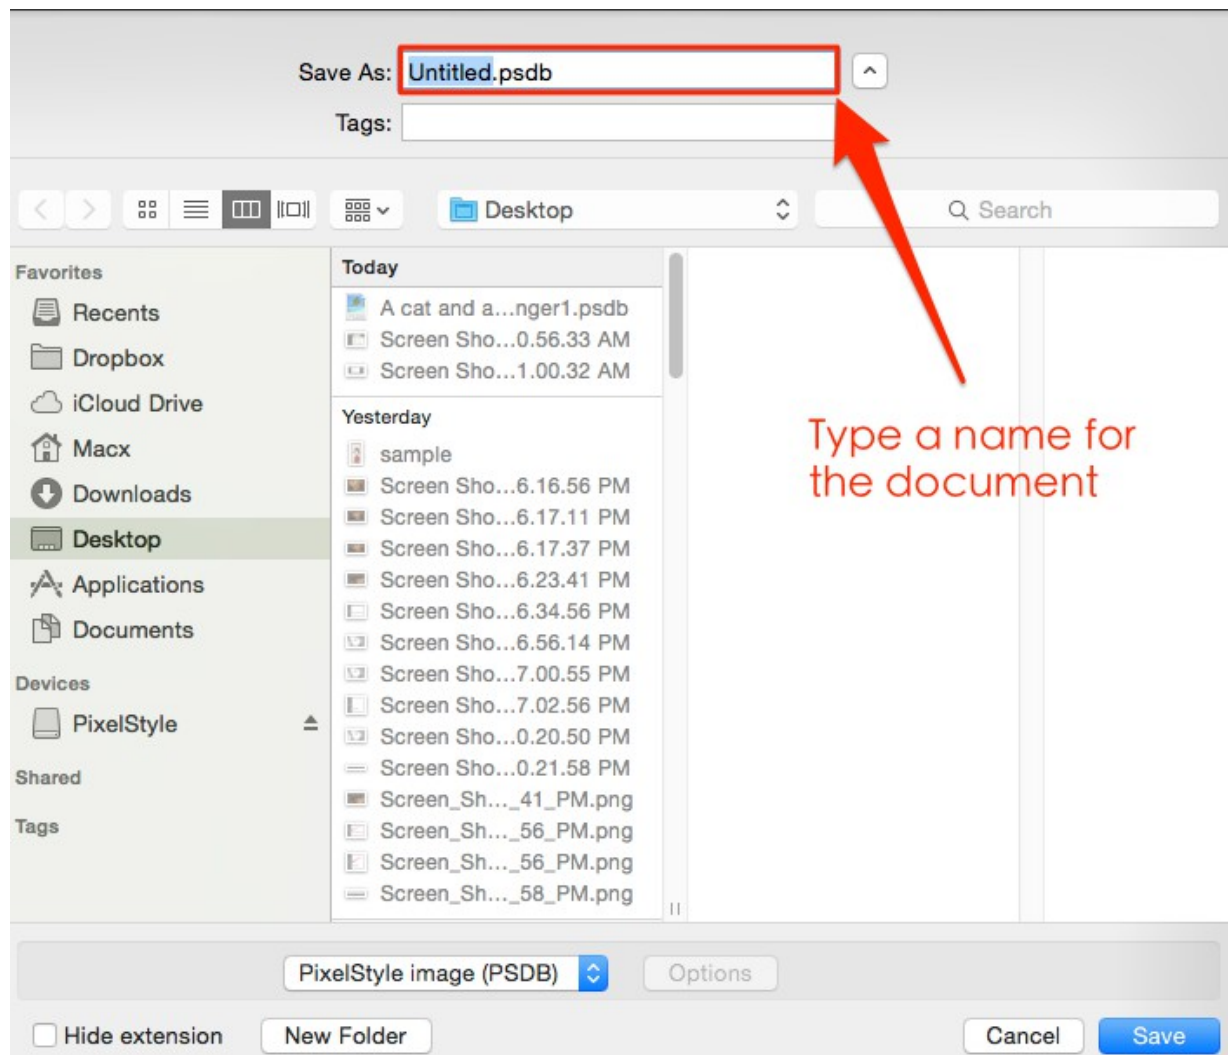 Save As: Untitled.psdb
Tags:
Desktop
Search
Favorites
Recents
Dropbox
iCloud Drive
Macx
Downloads
Desktop
Applications
Documents
Devices
PixelStyle
Shared
Tags
Today
A cat and a...nger1.psdb
Screen Sho...0.56.33 AM
Screen Sho...1.00.32 AM
Yesterday
sample
Screen Sho...6.16.56 PM
Screen Sho...6.17.11 PM
Screen Sho...6.17.37 PM
Screen Sho...6.23.41 PM
Screen Sho...6.34.56 PM
Screen Sho...6.56.14 PM
Screen Sho...7.00.55 PM
Screen Sho...7.02.56 PM
Screen Sho...0.20.50 PM
Screen Sho...0.21.58 PM
Screen_Sh..._41_PM.png
Screen_Sh..._56_PM.png
Screen_Sh..._56_PM.png
Screen_Sh..._58_PM.png
Type a name for
the document
PixelStyle image (PSDB)
Options
Hide extension
New Folder
Cancel
Save